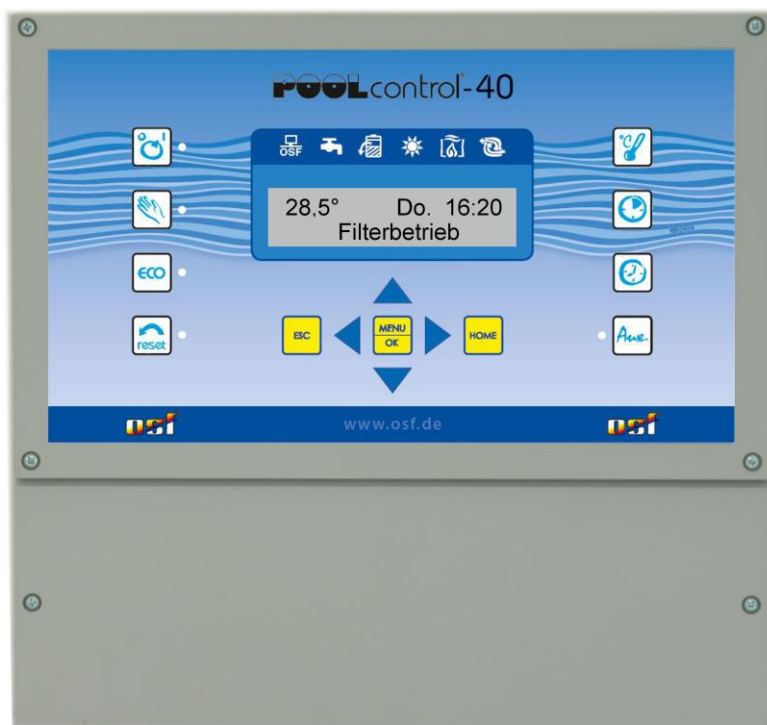 POOLcontrol-40
OSF
28,5° Do. 16:20
Filterbetrieb
°C
ECO
reset
ESC
MENU
OK
HOME
Aux.
osf
www.osf.de
osf